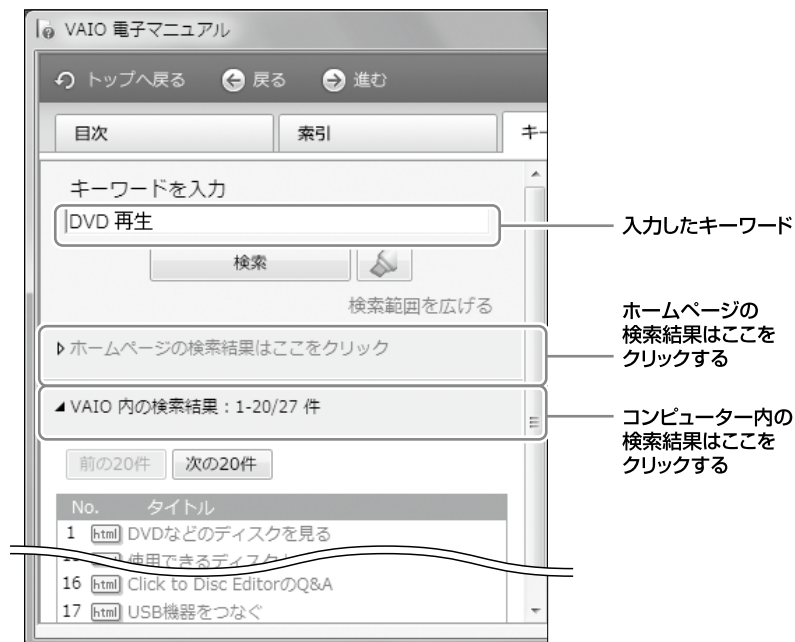 VAIO 電子マニュアル
トップへ戻る 戻る 進む
目次 索引 キー
キーワードを入力
DVD 再生
入力したキーワード
検索
検索範囲を広げる
ホームページの検索結果はここをクリック
ホームページの
検索結果はここを
クリックする
VAIO 内の検索結果:1-20/27 件
コンピューター内の
検索結果はここを
クリックする
前の20件 次の20件
No. タイトル
1 html DVDなどのディスクを見る
使用できるディスク
16 html Click to Disc EditorのQ&A
17 html USB機器をつなぐ